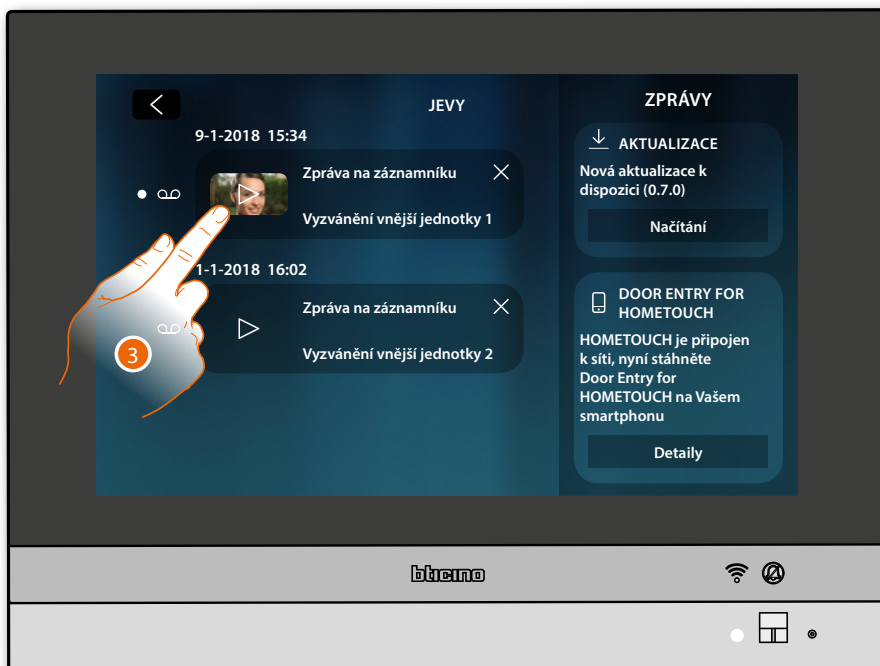 JEVY
9-1-2018 15:34
Zpráva na záznamníku
Vyzvánění vnější jednotky 1
1-1-2018 16:02
Zpráva na záznamníku
Vyzvánění vnější jednotky 2
3
ZPRÁVY
AKTUALIZACE
Nová aktualizace k
dispozici (0.7.0)
Načítání
DOOR ENTRY FOR
HOMETOUCH
HOMETOUCH je připojen
k síti, nyní stáhněte
Door Entry for
HOMETOUCH na Vašem
smartphonu
Detaily
bticino